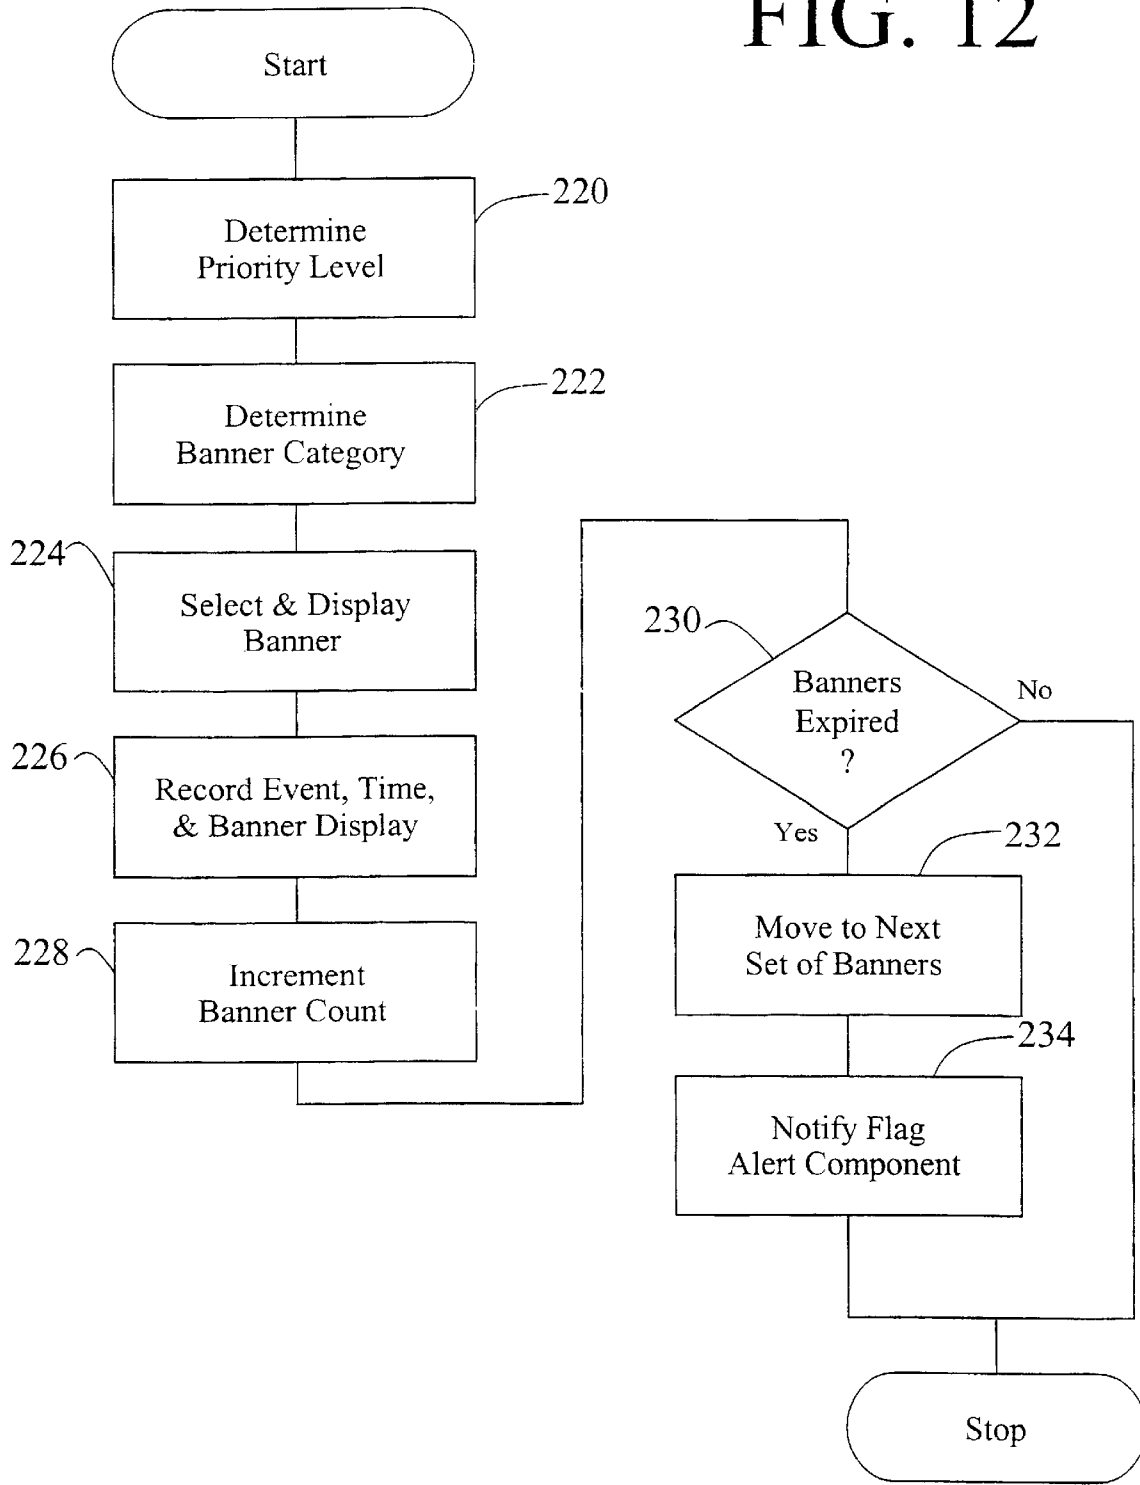 FIG. 12
Start
220
Determine
Priority Level
222
Determine
Banner Category
224
Select & Display
Banner
226
Record Event, Time,
& Banner Display
228
Increment
Banner Count
230
Banners
Expired
?
No
Yes
232
Move to Next
Set of Banners
234
Notify Flag
Alert Component
Stop